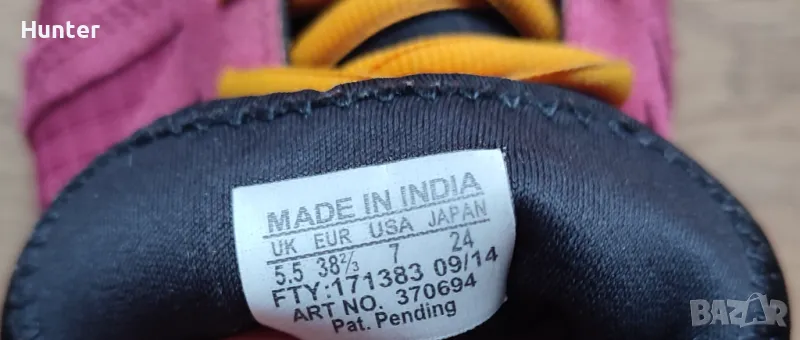 Hunter
MADE IN INDIA
UK EUR USA JAPAN
5.5 38⅔ 7 24
FTY:171383 09/14
ART NO. 370694
Pat. Pending
BAZAR